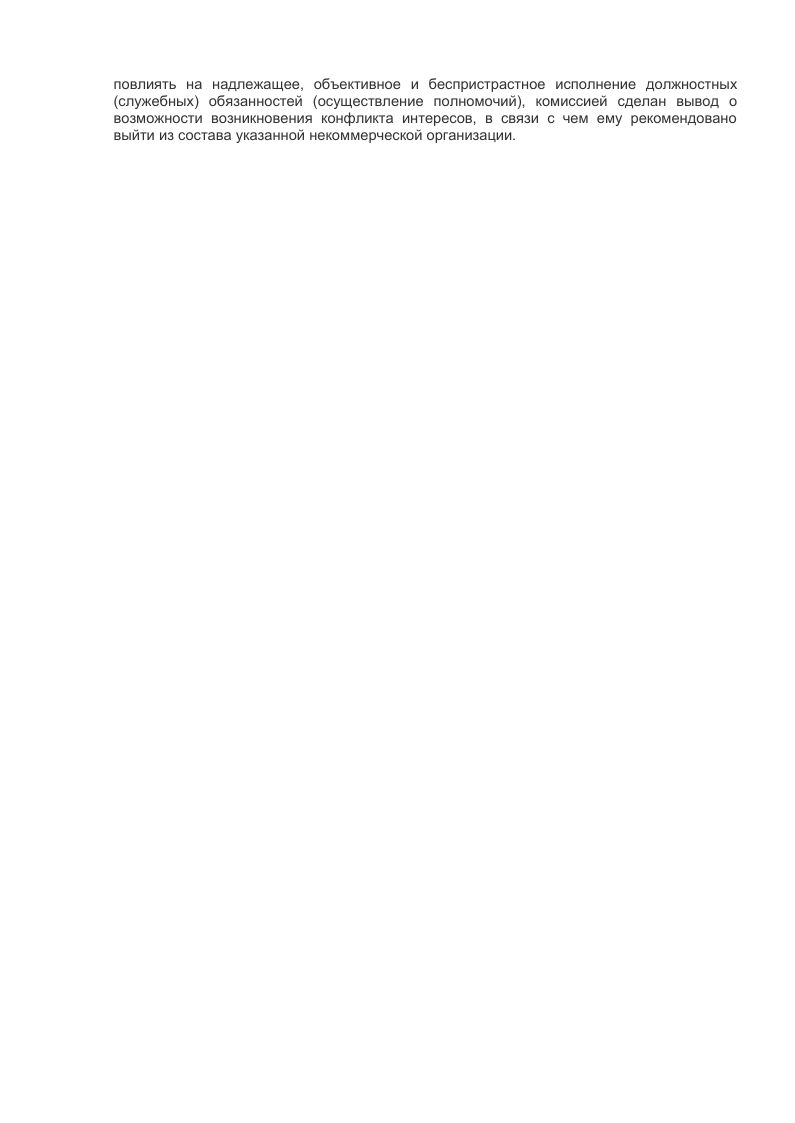 повлиять на надлежащее, объективное и беспристрастное исполнение должностных
(служебных) обязанностей (осуществление полномочий), комиссией сделан вывод о
возможности возникновения конфликта интересов, в связи с чем ему рекомендовано
выйти из состава указанной некоммерческой организации.